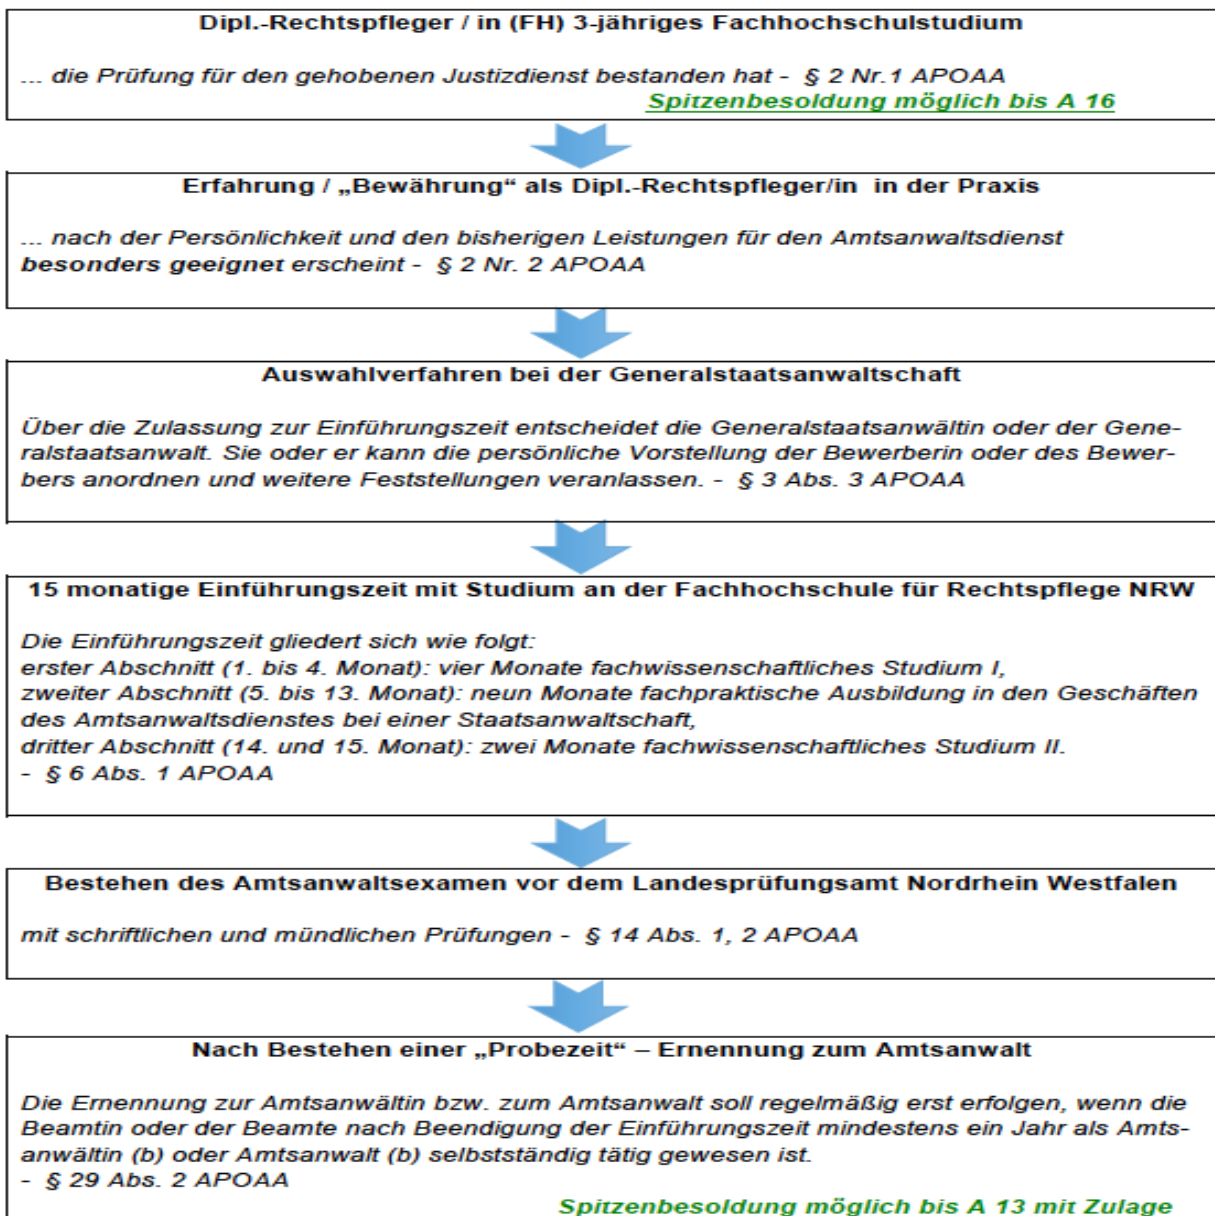 Dipl.-Rechtspfleger / in (FH) 3-jähriges Fachhochschulstudium
... die Prüfung für den gehobenen Justizdienst bestanden hat - § 2 Nr.1 APOAA
Spitzenbesoldung möglich bis A 16
Erfahrung / „Bewährung“ als Dipl.-Rechtspfleger/in in der Praxis
... nach der Persönlichkeit und den bisherigen Leistungen für den Amtsanwaltsdienst
besonders geeignet erscheint - § 2 Nr. 2 APOAA
Auswahlverfahren bei der Generalstaatsanwaltschaft
Über die Zulassung zur Einführungszeit entscheidet die Generalstaatsanwältin oder der Gene-
ralstaatsanwalt. Sie oder er kann die persönliche Vorstellung der Bewerberin oder des Bewer-
bers anordnen und weitere Feststellungen veranlassen. - § 3 Abs. 3 APOAA
15 monatige Einführungszeit mit Studium an der Fachhochschule für Rechtspflege NRW
Die Einführungszeit gliedert sich wie folgt:
erster Abschnitt (1. bis 4. Monat): vier Monate fachwissenschaftliches Studium I,
zweiter Abschnitt (5. bis 13. Monat): neun Monate fachpraktische Ausbildung in den Geschäften
des Amtsanwaltsdienstes bei einer Staatsanwaltschaft,
dritter Abschnitt (14. und 15. Monat): zwei Monate fachwissenschaftliches Studium II.
- § 6 Abs. 1 APOAA
Bestehen des Amtsanwaltsexamen vor dem Landesprüfungsamt Nordrhein Westfalen
mit schriftlichen und mündlichen Prüfungen - § 14 Abs. 1, 2 APOAA
Nach Bestehen einer „Probezeit“ – Ernennung zum Amtsanwalt
Die Ernennung zur Amtsanwältin bzw. zum Amtsanwalt soll regelmäßig erst erfolgen, wenn die
Beamtin oder der Beamte nach Beendigung der Einführungszeit mindestens ein Jahr als Amts-
anwältin (b) oder Amtsanwalt (b) selbstständig tätig gewesen ist.
- § 29 Abs. 2 APOAA
Spitzenbesoldung möglich bis A 13 mit Zulage